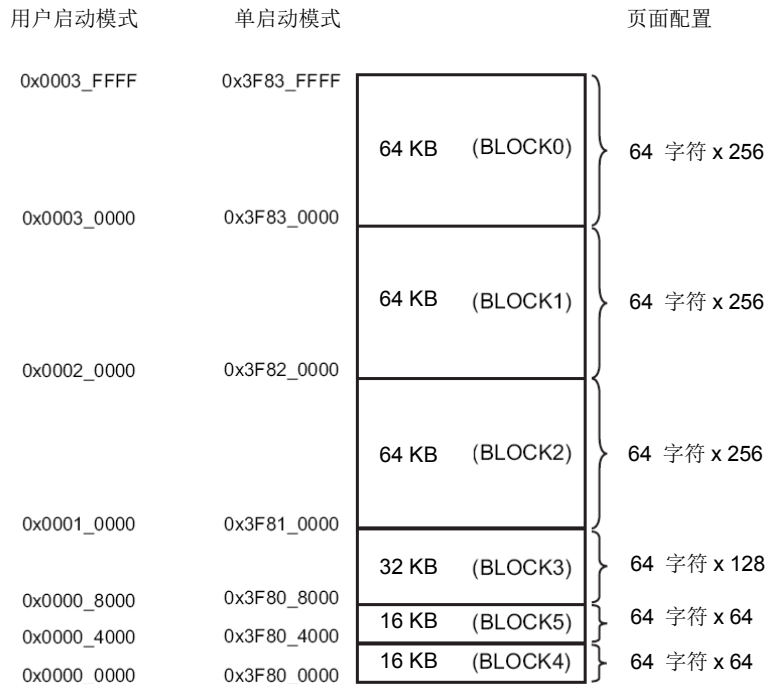 用户启动模式 单启动模式 页面配置
0x0003_FFFF 0x3F83_FFFF
64 KB (BLOCK0) 64 字符 x 256
0x0003_0000 0x3F83_0000
64 KB (BLOCK1) 64 字符 x 256
0x0002_0000 0x3F82_0000
64 KB (BLOCK2) 64 字符 x 256
0x0001_0000 0x3F81_0000
32 KB (BLOCK3) 64 字符 x 128
0x0000_8000 0x3F80_8000
16 KB (BLOCK5) 64 字符 x 64
0x0000_4000 0x3F80_4000
16 KB (BLOCK4) 64 字符 x 64
0x0000_0000 0x3F80_0000